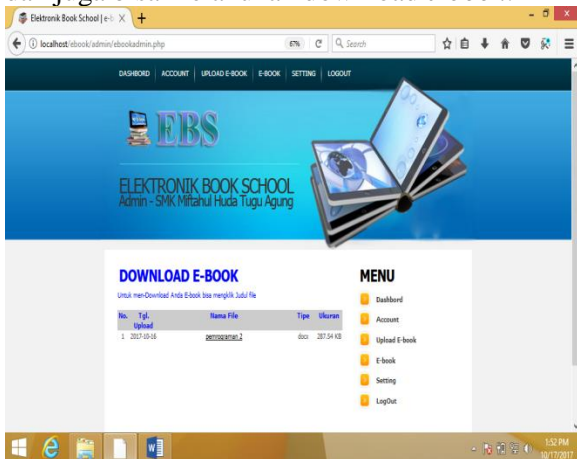 Elektronik Book School | e-b
localhost/ebook/admin/ebookadmin.php
67%
Search
DASHBORD ACCOUNT UPLOAD E-BOOK E-BOOK SETTING LOGOUT
EBS
ELEKTRONIK BOOK SCHOOL
Admin - SMK Miftahul Huda Tugu Agung
DOWNLOAD E-BOOK
Untuk men-Download Anda E-book bisa mengklik Judul file
No. Tgl. Upload Nama File Tipe Ukuran
1 2017-10-16 pemrograman 2 docx 287.54 KB
MENU
Dashbord
Account
Upload E-book
E-book
Setting
LogOut
1:52 PM
10/17/2017